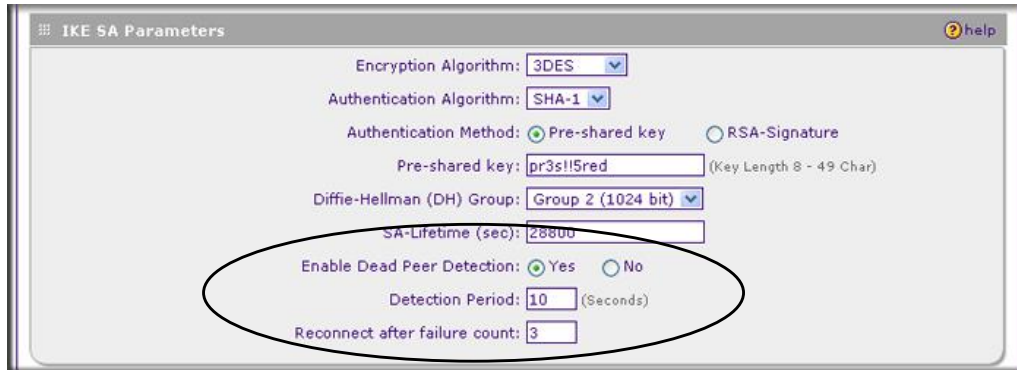 IKE SA Parameters
help
Encryption Algorithm: 3DES
Authentication Algorithm: SHA-1
Authentication Method: Pre-shared key RSA-Signature
Pre-shared key: pr3s!!5red (Key Length 8 - 49 Char)
Diffie-Hellman (DH) Group: Group 2 (1024 bit)
SA-Lifetime (sec): 28800
Enable Dead Peer Detection: Yes No
Detection Period: 10 (Seconds)
Reconnect after failure count: 3